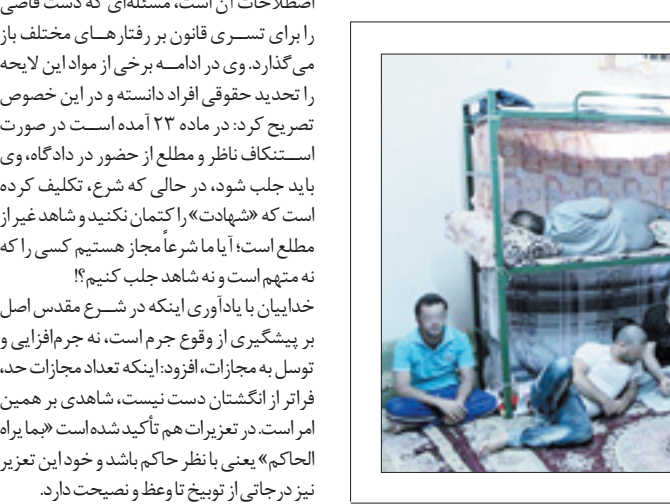 اصطلاحات آن است، مسئله‌ای که دست قاضی
را برای تسری قانون بر رفتارهای مختلف باز
می‌گذارد. وی در ادامه برخی از مواد این لایحه
را تحدید حقوقی افراد دانسته و در این خصوص
تصریح کرد: در ماده ۲۳ آمده است در صورت
استنکاف ناظر و مطلع از حضور در دادگاه، وی
باید جلب شود، در حالی که شرع، تکلیف کرده
است که «شهادت» را کتمان نکنید و شاهد غیر از
مطلع است؛ آیا ما شرعاً مجاز هستیم کسی را که
نه متهم است و نه شاهد جلب کنیم؟!
خداییان با یادآوری اینکه در شرع مقدس اصل
بر پیشگیری از وقوع جرم است، نه جرم‌افزایی و
توسل به مجازات، افزود: اینکه تعداد مجازات حد،
فراتر از انگشتان دست نیست، شاهدی بر همین
امر است. در تعزیرات هم تأکید شده است «بما یراه
الحاکم» یعنی با نظر حاکم باشد و خود این تعزیر
نیز درجاتی از توبیخ تا وعظ و نصیحت دارد.